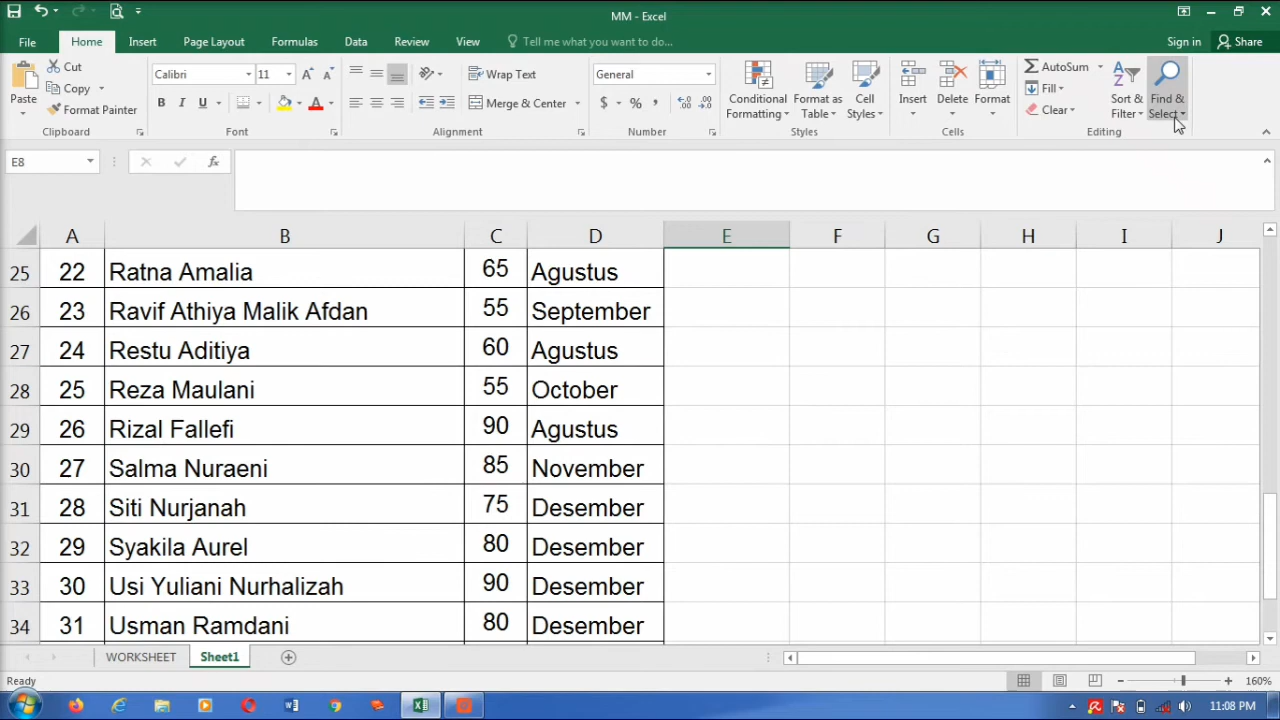 MM - Excel
File Home Insert Page Layout Formulas Data Review View Tell me what you want to do... Sign in Share
Paste Cut Copy Format Painter Clipboard
Calibri 11 B I U Font
Wrap Text Merge & Center Alignment
General $ % , Number
Conditional Formatting Format as Table Cell Styles Styles
Insert Delete Format Cells
AutoSum Fill Clear Sort & Filter Find & Select Editing
E8 fx
A B C D E F G H I J
25 22 Ratna Amalia 65 Agustus
26 23 Ravif Athiya Malik Afdan 55 September
27 24 Restu Aditiya 60 Agustus
28 25 Reza Maulani 55 October
29 26 Rizal Fallefi 90 Agustus
30 27 Salma Nuraeni 85 November
31 28 Siti Nurjanah 75 Desember
32 29 Syakila Aurel 80 Desember
33 30 Usi Yuliani Nurhalizah 90 Desember
34 31 Usman Ramdani 80 Desember
WORKSHEET Sheet1
Ready 160%
11:08 PM